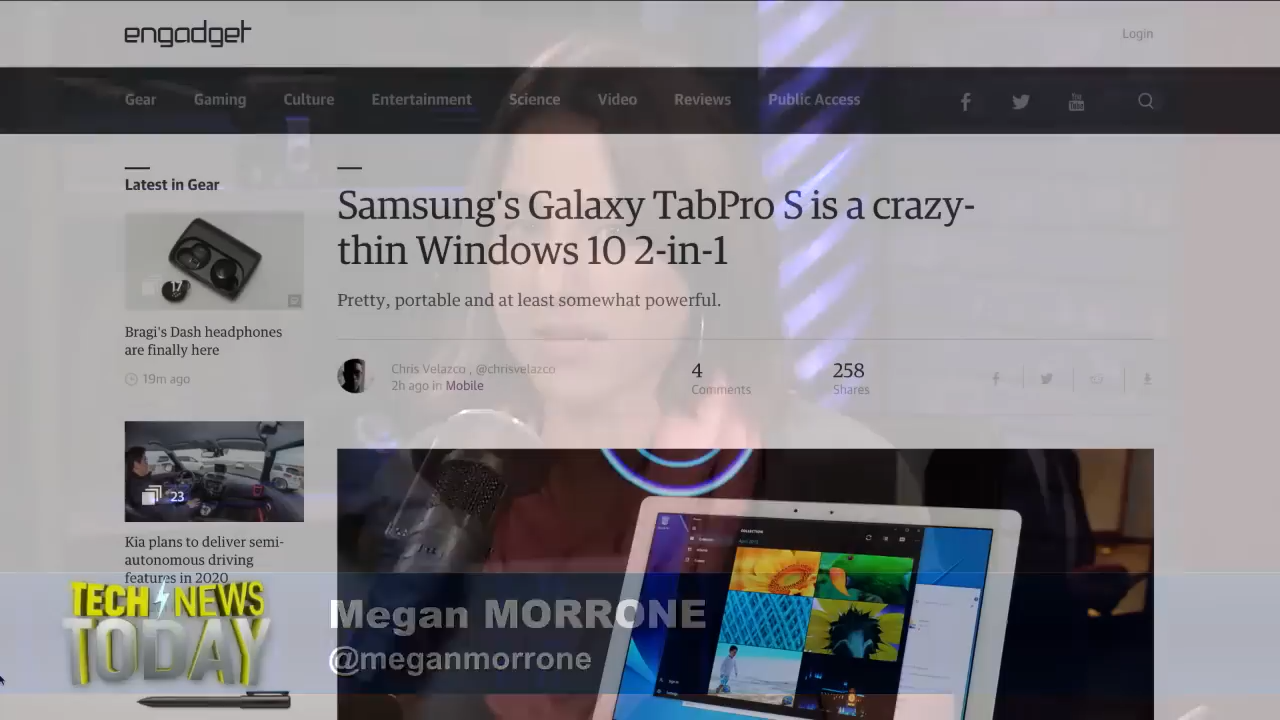 engadget
Login
Gear
Gaming
Culture
Entertainment
Science
Video
Reviews
Public Access
Latest in Gear
17
Bragi's Dash headphones
are finally here
19m ago
23
Kia plans to deliver semi-
autonomous driving
features in 2020
Samsung's Galaxy TabPro S is a crazy-
thin Windows 10 2-in-1
Pretty, portable and at least somewhat powerful.
Chris Velazco , @chrisvelazco
2h ago in Mobile
4
Comments
258
Shares
TECH NEWS
TODAY
Megan MORRONE
@meganmorrone